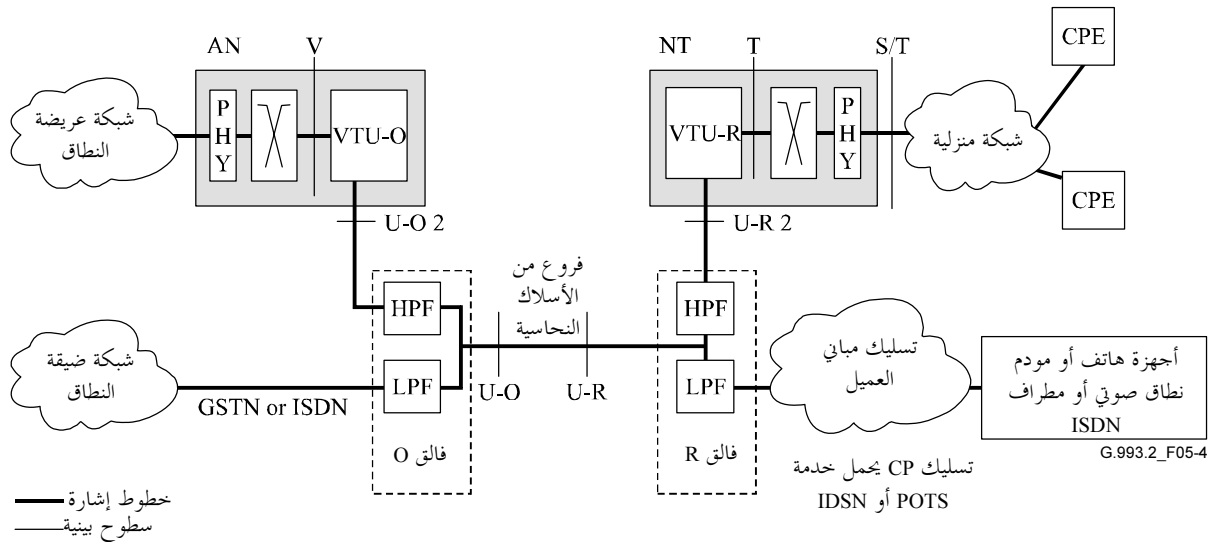 AN
V
NT
T
S/T
CPE
شبكة عريضة
النطاق
P
H
Y
VTU-O
VTU-R
P
H
Y
شبكة منزلية
CPE
U-O 2
U-R 2
فروع من
الأسلاك
النحاسية
HPF
HPF
شبكة ضيقة
النطاق
GSTN or ISDN
LPF
U-O
U-R
LPF
تسليك مباني
العميل
أجهزة هاتف أو مودم
نطاق صوتي أو مطراف
ISDN
G.993.2_F05-4
فالق O
فالق R
تسليك CP يحمل خدمة
POTS أو IDSN
خطوط إشارة
سطوح بينية